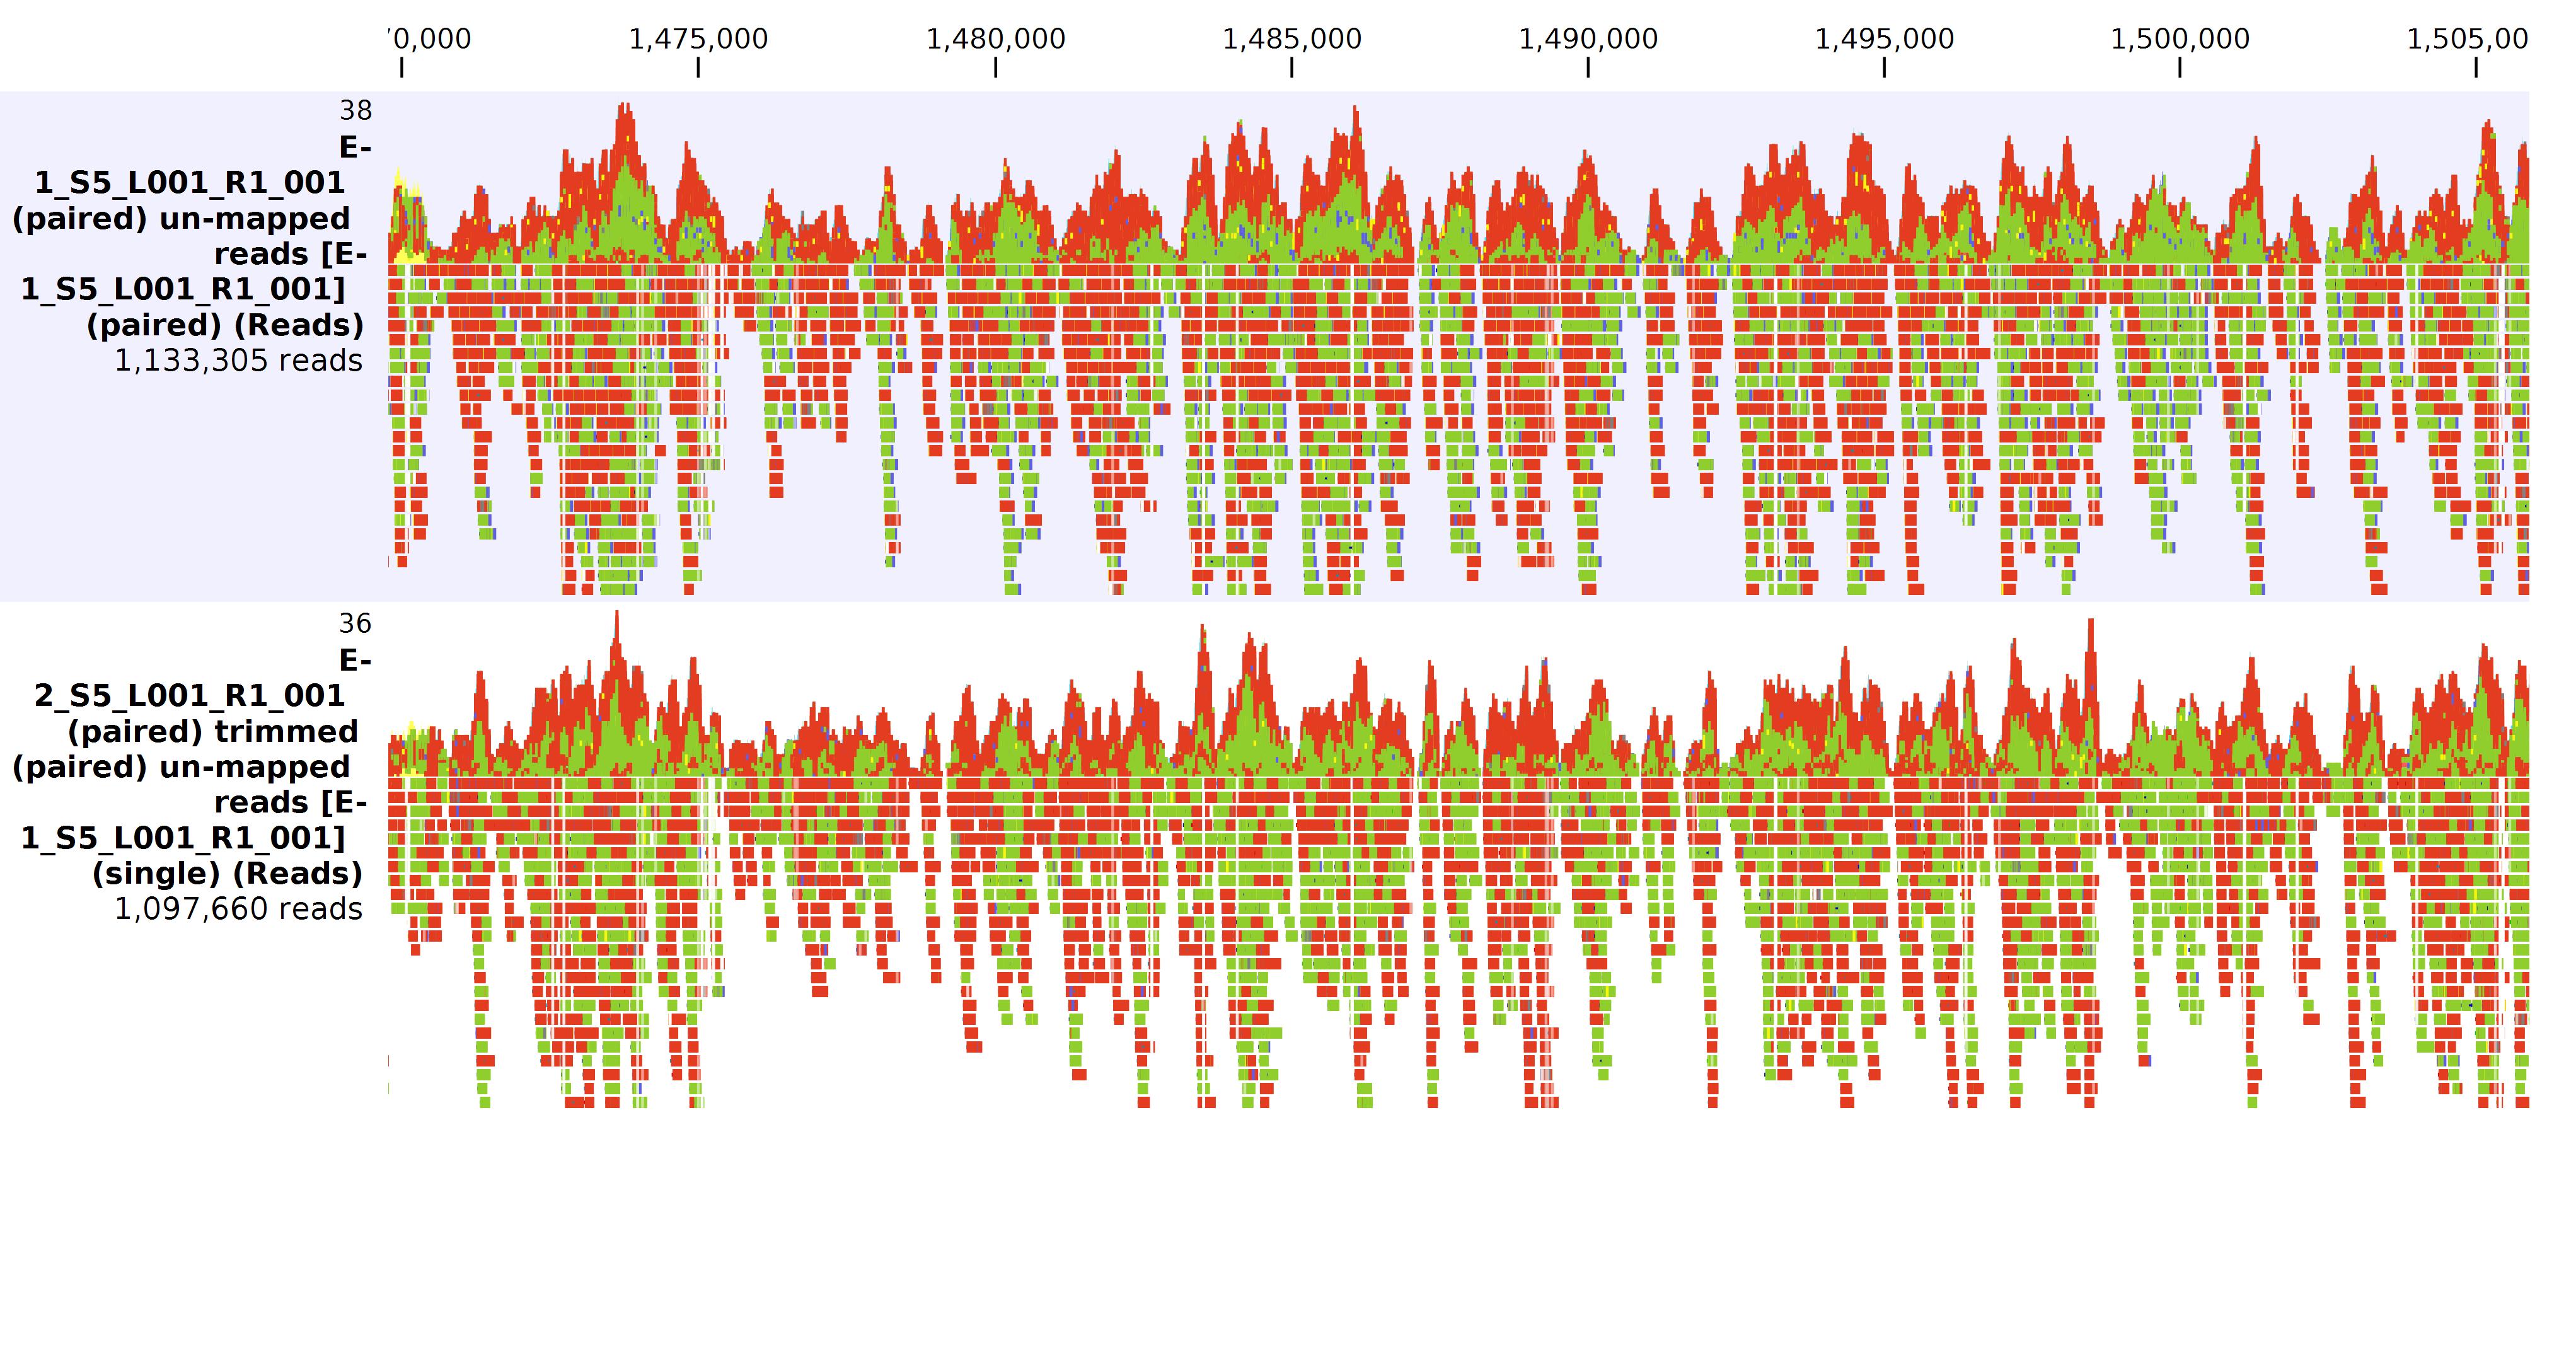 '0,000 1,475,000 1,480,000 1,485,000 1,490,000 1,495,000 1,500,000 1,505,00
38
E-
1_S5_L001_R1_001
(paired) un-mapped
reads [E-
1_S5_L001_R1_001]
(paired) (Reads)
1,133,305 reads
36
E-
2_S5_L001_R1_001
(paired) trimmed
(paired) un-mapped
reads [E-
1_S5_L001_R1_001]
(single) (Reads)
1,097,660 reads